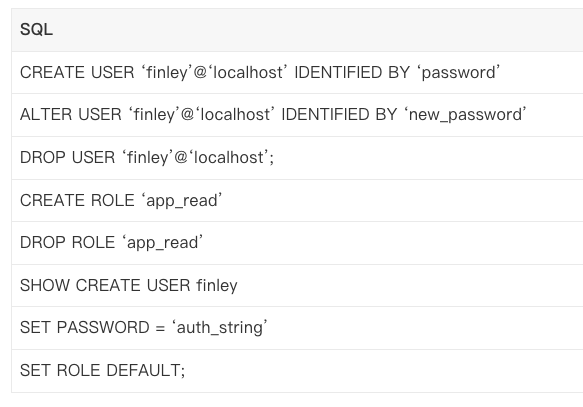 SQL
CREATE USER ‘finley’@‘localhost’ IDENTIFIED BY ‘password’
ALTER USER ‘finley’@‘localhost’ IDENTIFIED BY ‘new_password’
DROP USER ‘finley’@‘localhost’;
CREATE ROLE ‘app_read’
DROP ROLE ‘app_read’
SHOW CREATE USER finley
SET PASSWORD = ‘auth_string’
SET ROLE DEFAULT;